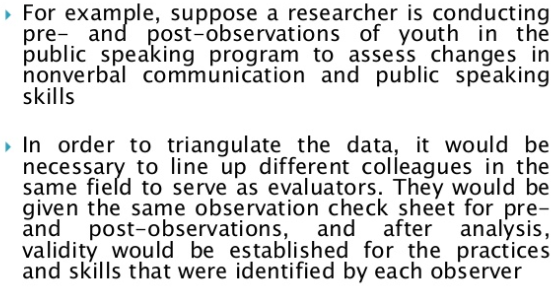 For example, suppose a researcher is conducting
pre- and post-observations of youth in the
public speaking program to assess changes in
nonverbal communication and public speaking
skills
In order to triangulate the data, it would be
necessary to line up different colleagues in the
same field to serve as evaluators. They would be
given the same observation check sheet for pre-
and post-observations, and after analysis,
validity would be established for the practices
and skills that were identified by each observer